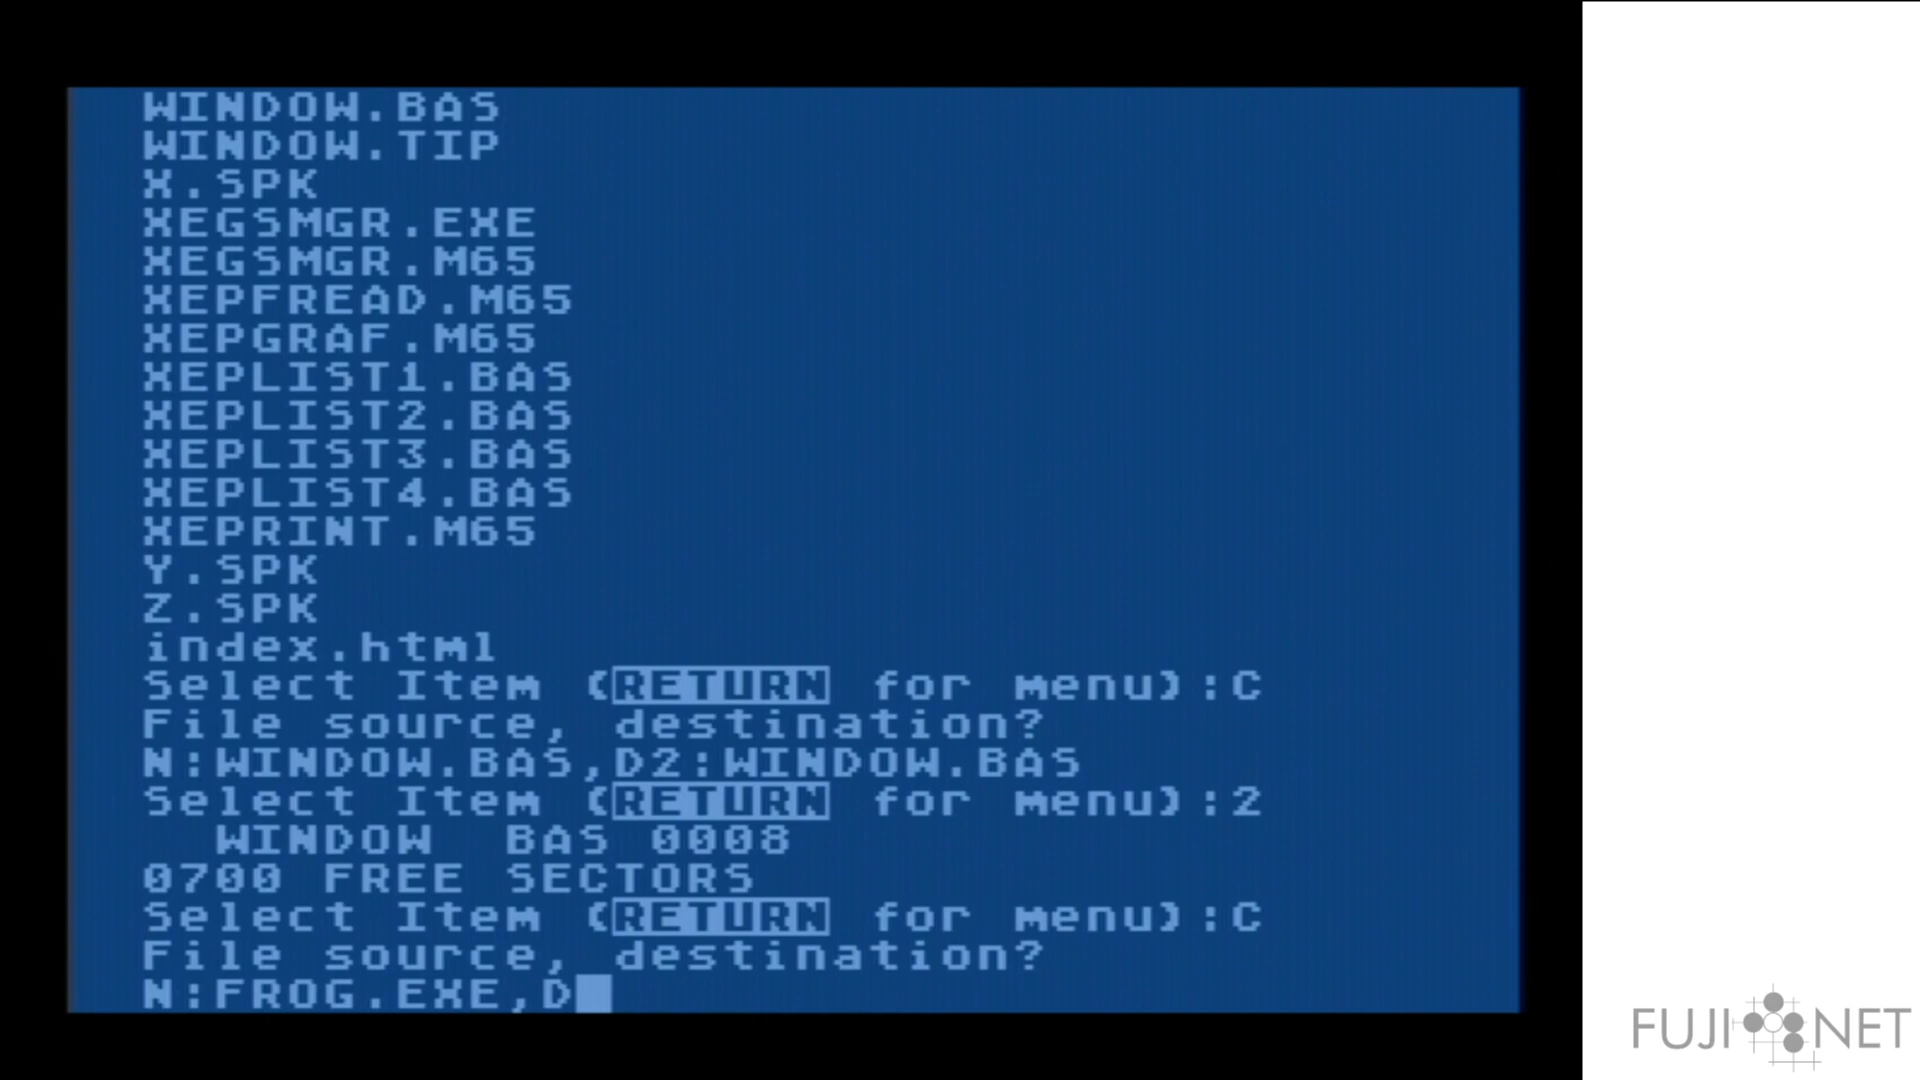 WINDOW.BAS
WINDOW.TIP
X.SPK
XEGSMGR.EXE
XEGSMGR.M65
XEPFREAD.M65
XEPGRAF.M65
XEPLIST1.BAS
XEPLIST2.BAS
XEPLIST3.BAS
XEPLIST4.BAS
XEPRINT.M65
Y.SPK
Z.SPK
index.html
Select Item (RETURN for menu):C
File source, destination?
N:WINDOW.BAS,D2:WINDOW.BAS
Select Item (RETURN for menu):2
WINDOW  BAS 0008
0700 FREE SECTORS
Select Item (RETURN for menu):C
File source, destination?
N:FROG.EXE,D
FUJINET